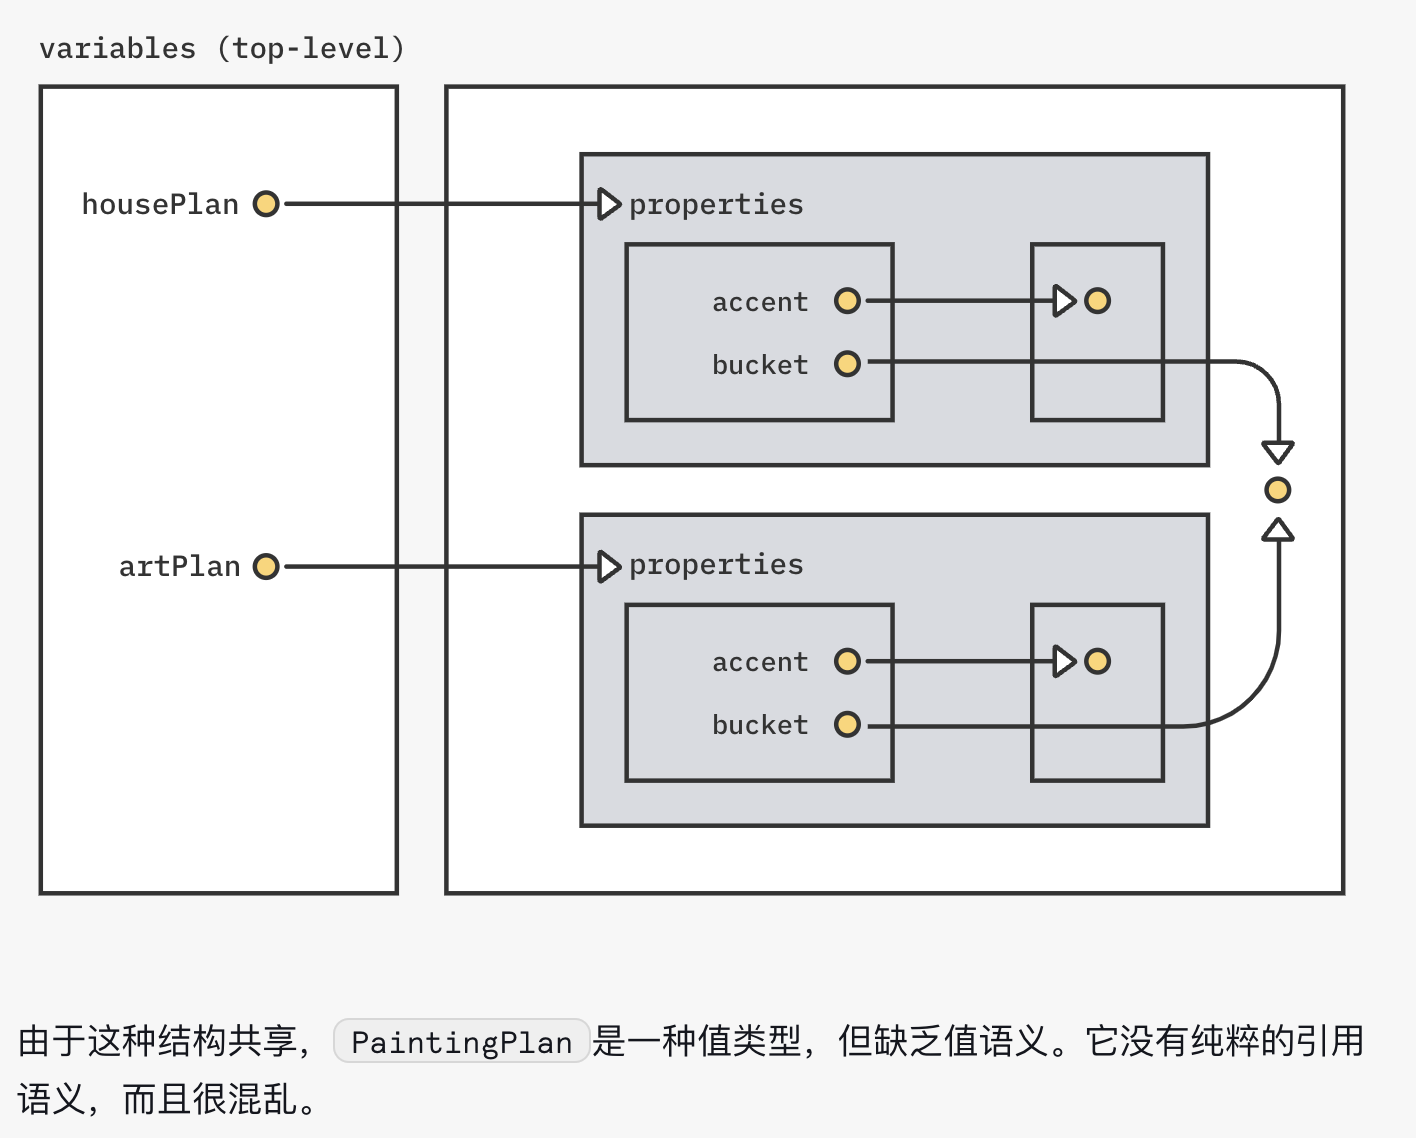 variables (top-level)
housePlan
properties
accent
bucket
artPlan
properties
accent
bucket
由于这种结构共享，PaintingPlan是一种值类型，但缺乏值语义。它没有纯粹的引用
语义，而且很混乱。